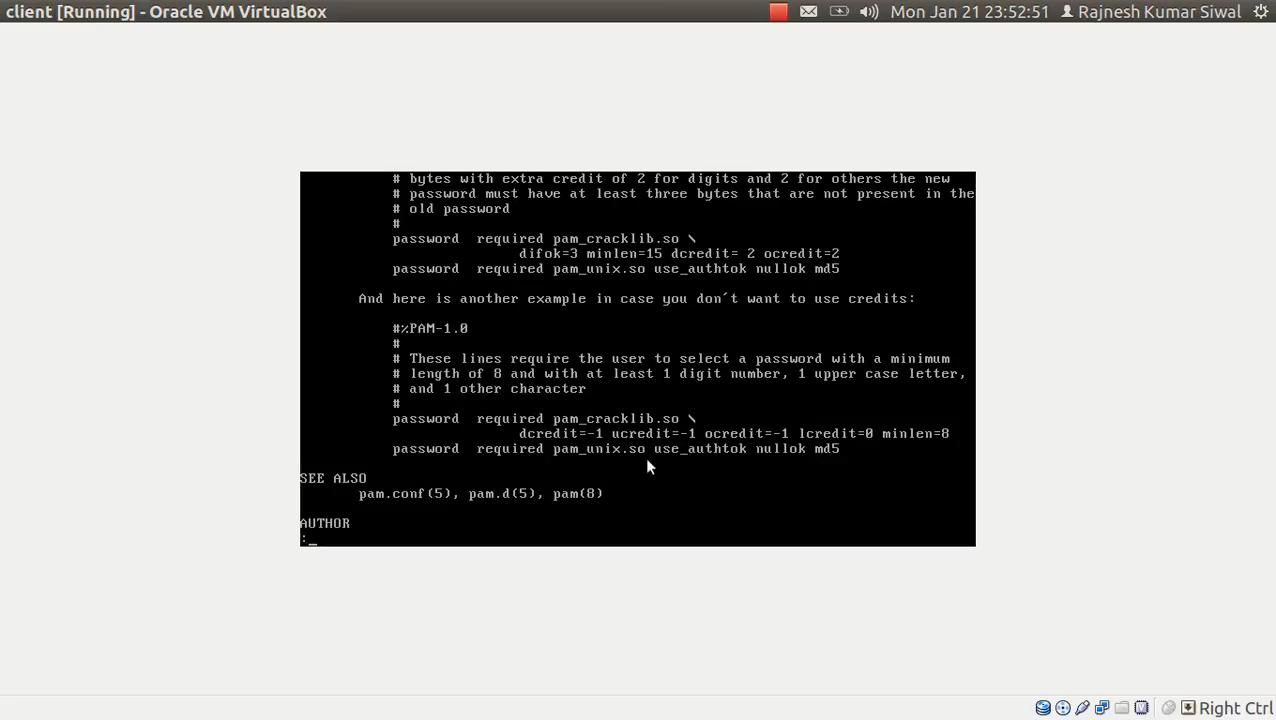 client [Running] - Oracle VM VirtualBox
Mon Jan 21 23:52:51
Rajnesh Kumar Siwal
# bytes with extra credit of 2 for digits and 2 for others the new
# password must have at least three bytes that are not present in the
# old password
#
password  required pam_cracklib.so \
difok=3 minlen=15 dcredit= 2 ocredit=2
password  required pam_unix.so use_authtok nullok md5
And here is another example in case you don´t want to use credits:
#%PAM-1.0
#
# These lines require the user to select a password with a minimum
# length of 8 and with at least 1 digit number, 1 upper case letter,
# and 1 other character
#
password  required pam_cracklib.so \
dcredit=-1 ucredit=-1 ocredit=-1 lcredit=0 minlen=8
password  required pam_unix.so use_authtok nullok md5
SEE ALSO
pam.conf(5), pam.d(5), pam(8)
AUTHOR
:_
Right Ctrl